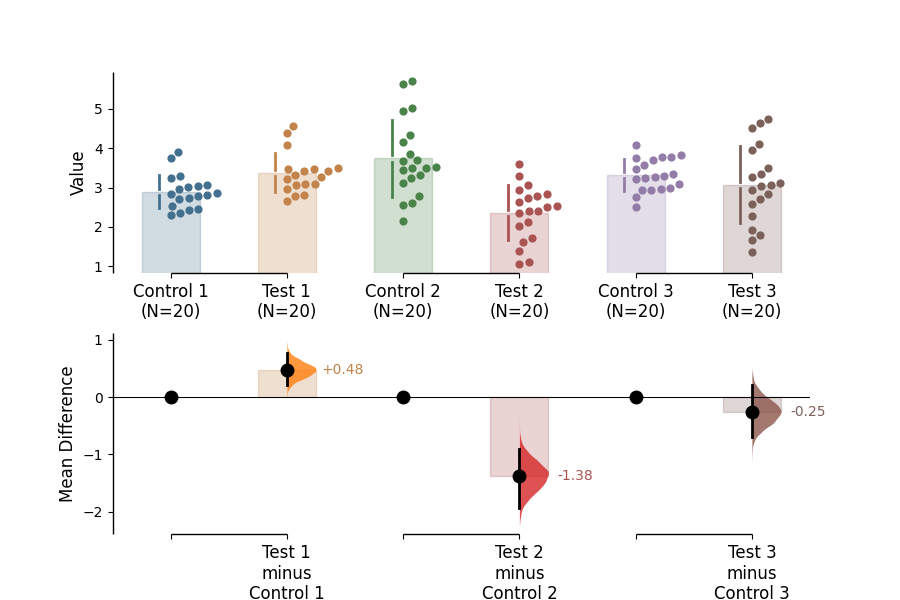 Value
5
4
3
2
1
Control 1 Test 1 Control 2 Test 2 Control 3 Test 3
(N=20) (N=20) (N=20) (N=20) (N=20) (N=20)
Mean Difference
1
0
−1
−2
+0.48
-1.38
-0.25
Test 1 Test 2 Test 3
minus minus minus
Control 1 Control 2 Control 3